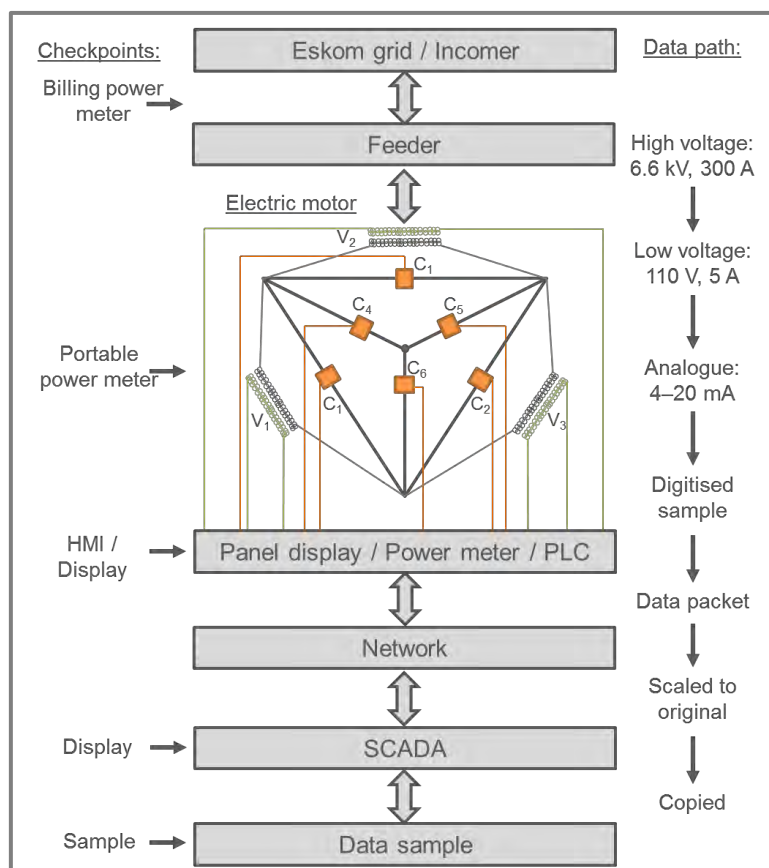 Checkpoints:
Eskom grid / Incomer
Data path:
Billing power
meter
Feeder
High voltage:
6.6 kV, 300 A
Electric motor
V₂
C₁
Low voltage:
110 V, 5 A
C₄
C₅
Portable
power meter
C₆
Analogue:
4–20 mA
C₁
C₂
V₁
V₃
Digitised
sample
HMI /
Display
Panel display / Power meter / PLC
Data packet
Network
Scaled to
original
Display
SCADA
Copied
Sample
Data sample